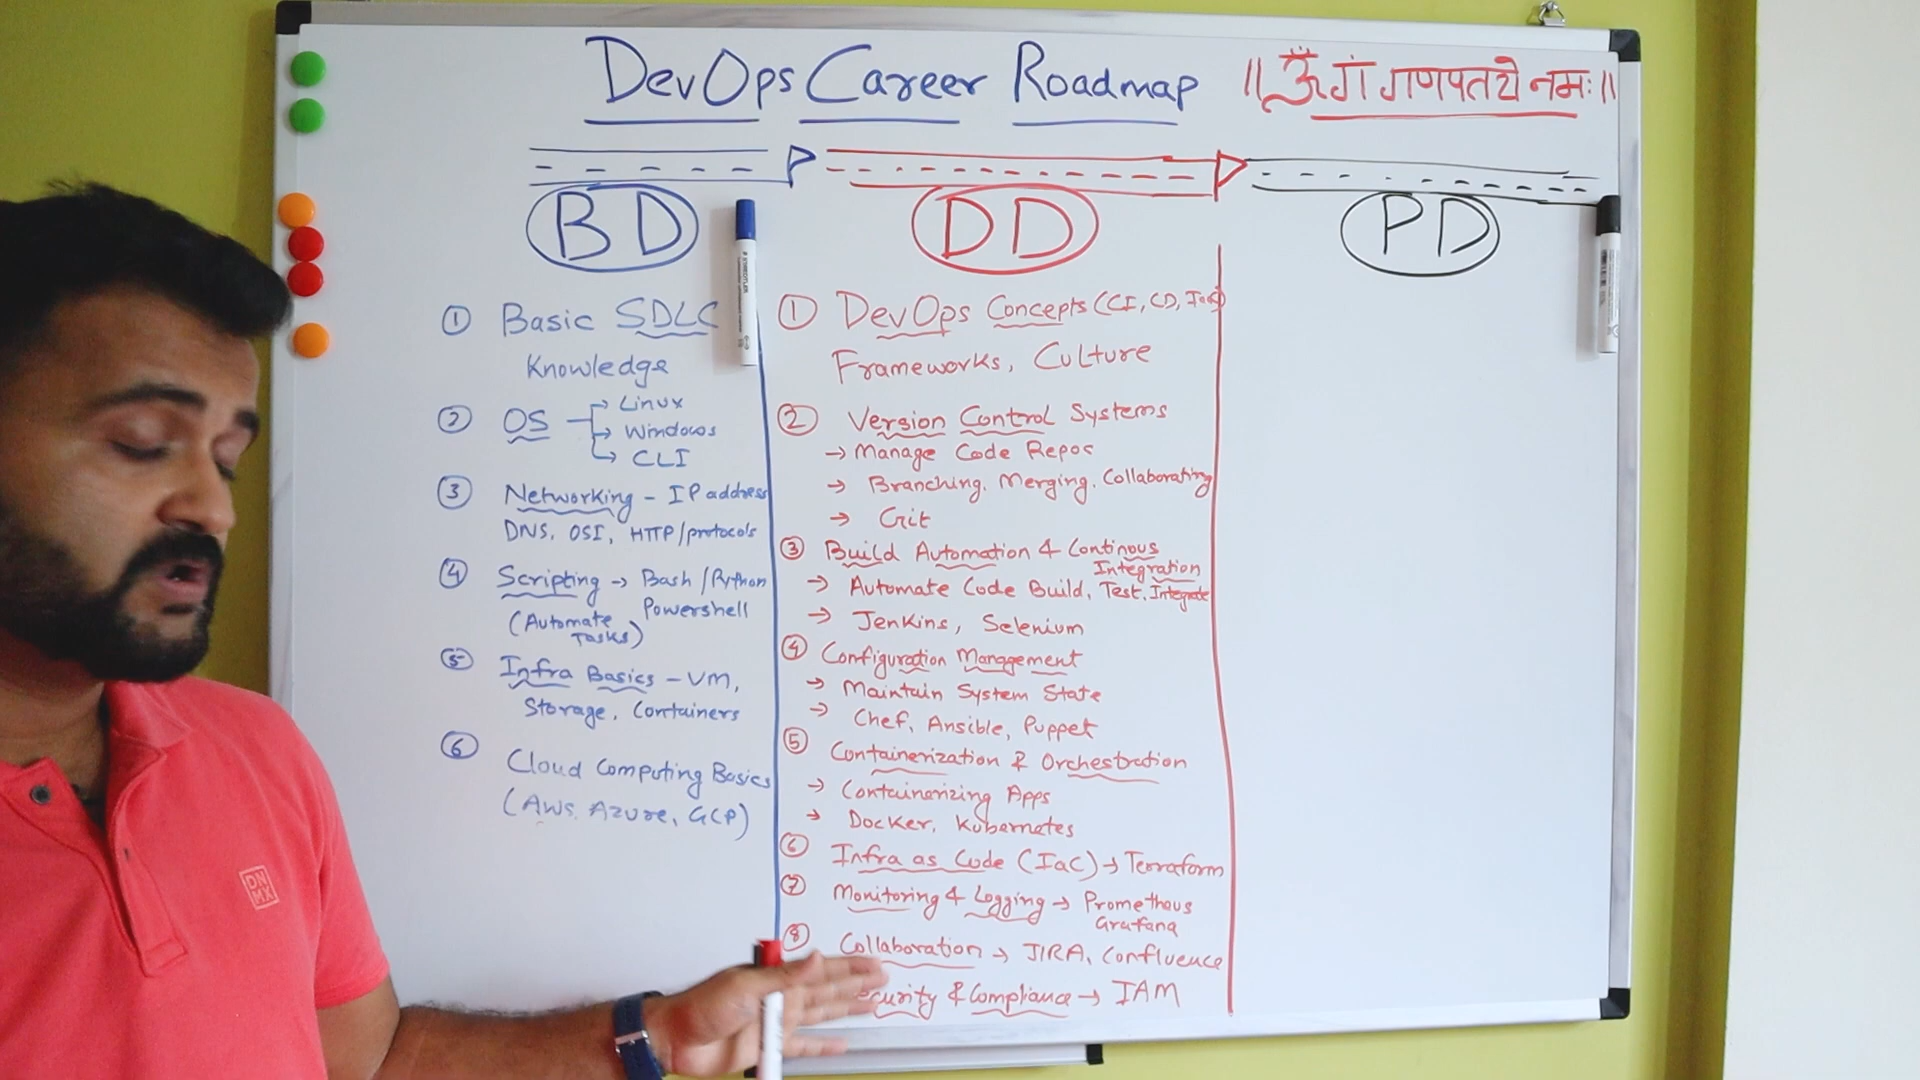 DevOps Career Roadmap
|| ॐ गं गणपतये नमः ||
BD
DD
PD
① Basic SDLC
Knowledge
② OS → Linux
→ Windows
→ CLI
③ Networking - IP address
DNS, OSI, HTTP/protocols
④ Scripting → Bash/Python
Powershell
(Automate
Tasks)
⑤ Infra Basics - VM,
Storage, Containers
⑥ Cloud Computing Basics
(AWS, Azure, GCP)
① DevOps Concepts (CI, CD, IaC)
Frameworks, Culture
② Version Control Systems
→ Manage Code Repos
→ Branching, Merging, Collaborating
→ Git
③ Build Automation & Continous
Integration
→ Automate Code Build, Test, Integrate
→ Jenkins, Selenium
④ Configuration Management
→ Maintain System State
→ Chef, Ansible, Puppet
⑤ Containerization & Orchestration
→ Containerizing Apps
→ Docker, Kubernetes
⑥ Infra as Code (IaC) → Terraform
⑦ Monitoring & Logging → Prometheus
Grafana
⑧ Collaboration → JIRA, Confluence
ecurity & Compliance → IAM
DN
MX